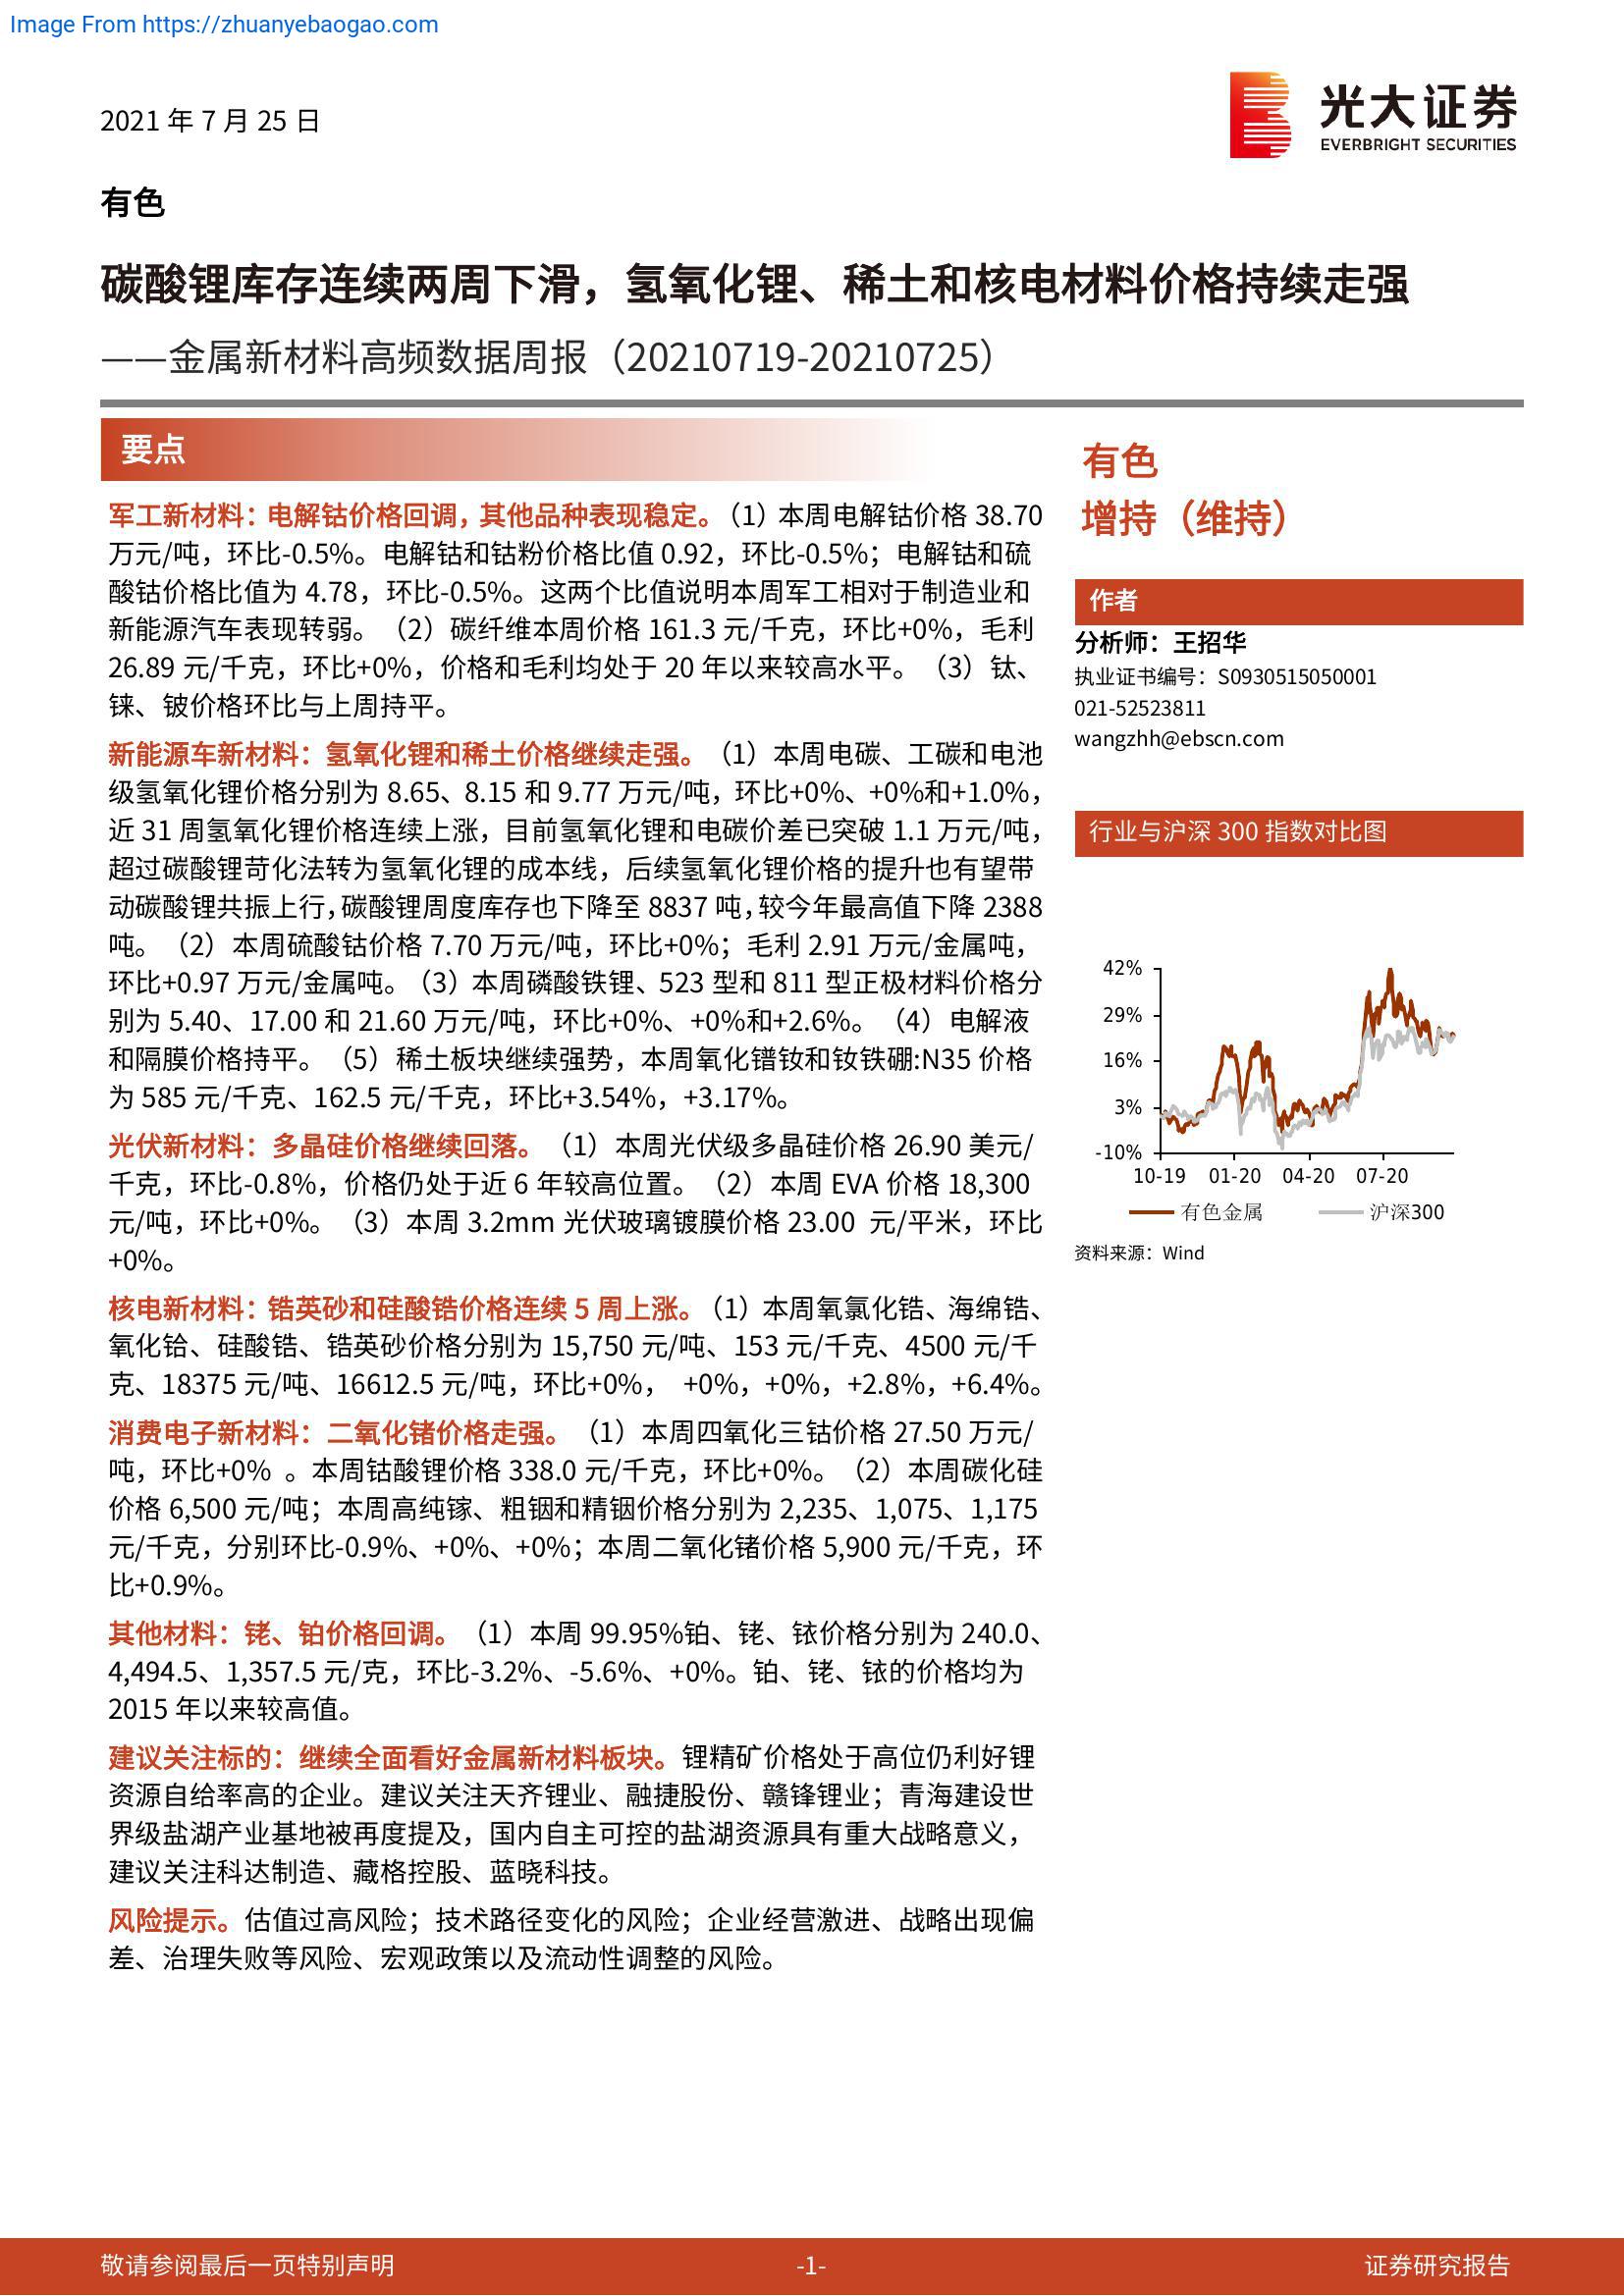 Image From https://zhuanyebaogao.com
2021 年 7 月 25 日
光大证券
EVERBRIGHT SECURITIES
有色
碳酸锂库存连续两周下滑，氢氧化锂、稀土和核电材料价格持续走强
——金属新材料高频数据周报（20210719-20210725）
要点
军工新材料：电解钴价格回调，其他品种表现稳定。（1）本周电解钴价格 38.70
万元/吨，环比-0.5%。电解钴和钴粉价格比值 0.92，环比-0.5%；电解钴和硫
酸钴价格比值为 4.78，环比-0.5%。这两个比值说明本周军工相对于制造业和
新能源汽车表现转弱。（2）碳纤维本周价格 161.3 元/千克，环比+0%，毛利
26.89 元/千克，环比+0%，价格和毛利均处于 20 年以来较高水平。（3）钛、
铼、铍价格环比与上周持平。
新能源车新材料：氢氧化锂和稀土价格继续走强。（1）本周电碳、工碳和电池
级氢氧化锂价格分别为 8.65、8.15 和 9.77 万元/吨，环比+0%、+0%和+1.0%，
近 31 周氢氧化锂价格连续上涨，目前氢氧化锂和电碳价差已突破 1.1 万元/吨，
超过碳酸锂苛化法转为氢氧化锂的成本线，后续氢氧化锂价格的提升也有望带
动碳酸锂共振上行，碳酸锂周度库存也下降至 8837 吨，较今年最高值下降 2388
吨。（2）本周硫酸钴价格 7.70 万元/吨，环比+0%；毛利 2.91 万元/金属吨，
环比+0.97 万元/金属吨。（3）本周磷酸铁锂、523 型和 811 型正极材料价格分
别为 5.40、17.00 和 21.60 万元/吨，环比+0%、+0%和+2.6%。（4）电解液
和隔膜价格持平。（5）稀土板块继续强势，本周氧化镨钕和钕铁硼:N35 价格
为 585 元/千克、162.5 元/千克，环比+3.54%，+3.17%。
光伏新材料：多晶硅价格继续回落。（1）本周光伏级多晶硅价格 26.90 美元/
千克，环比-0.8%，价格仍处于近 6 年较高位置。（2）本周 EVA 价格 18,300
元/吨，环比+0%。（3）本周 3.2mm 光伏玻璃镀膜价格 23.00 元/平米，环比
+0%。
核电新材料：锆英砂和硅酸锆价格连续 5 周上涨。（1）本周氧氯化锆、海绵锆、
氧化铪、硅酸锆、锆英砂价格分别为 15,750 元/吨、153 元/千克、4500 元/千
克、18375 元/吨、16612.5 元/吨，环比+0%， +0%，+0%，+2.8%，+6.4%。
消费电子新材料：二氧化锗价格走强。（1）本周四氧化三钴价格 27.50 万元/
吨，环比+0% 。本周钴酸锂价格 338.0 元/千克，环比+0%。（2）本周碳化硅
价格 6,500 元/吨；本周高纯镓、粗铟和精铟价格分别为 2,235、1,075、1,175
元/千克，分别环比-0.9%、+0%、+0%；本周二氧化锗价格 5,900 元/千克，环
比+0.9%。
其他材料：铑、铂价格回调。（1）本周 99.95%铂、铑、铱价格分别为 240.0、
4,494.5、1,357.5 元/克，环比-3.2%、-5.6%、+0%。铂、铑、铱的价格均为
2015 年以来较高值。
建议关注标的：继续全面看好金属新材料板块。锂精矿价格处于高位仍利好锂
资源自给率高的企业。建议关注天齐锂业、融捷股份、赣锋锂业；青海建设世
界级盐湖产业基地被再度提及，国内自主可控的盐湖资源具有重大战略意义，
建议关注科达制造、藏格控股、蓝晓科技。
风险提示。估值过高风险；技术路径变化的风险；企业经营激进、战略出现偏
差、治理失败等风险、宏观政策以及流动性调整的风险。
有色
增持（维持）
作者
分析师：王招华
执业证书编号：S0930515050001
021-52523811
wangzhh@ebscn.com
行业与沪深 300 指数对比图
42%
29%
16%
3%
-10%
10-19 01-20 04-20 07-20
有色金属 沪深300
资料来源：Wind
敬请参阅最后一页特别声明 -1- 证券研究报告